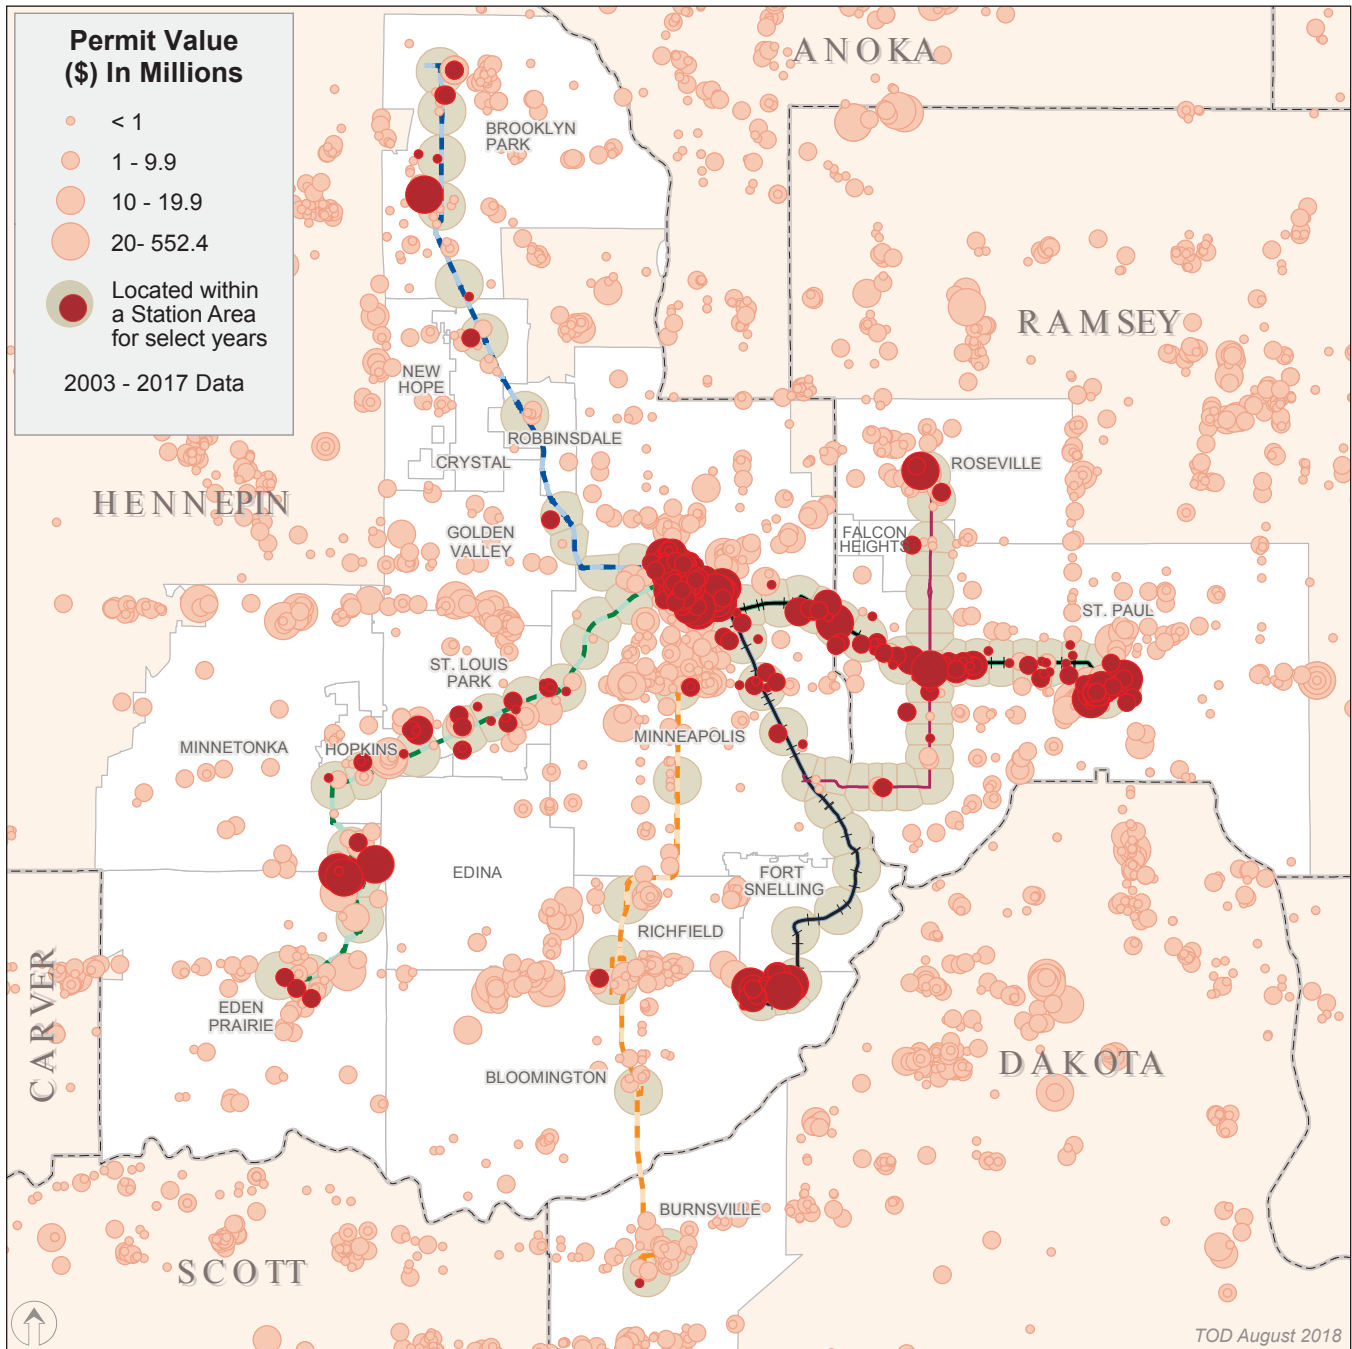 Permit Value
($) In Millions
< 1
1 - 9.9
10 - 19.9
20- 552.4
Located within
a Station Area
for select years
2003 - 2017 Data
ANOKA
BROOKLYN
PARK
RAMSEY
NEW
HOPE
ROBBINSDALE
CRYSTAL
ROSEVILLE
HENNEPIN
GOLDEN
VALLEY
FALCON
HEIGHTS
ST. PAUL
ST. LOUIS
PARK
MINNETONKA
HOPKINS
MINNEAPOLIS
EDINA
FORT
SNELLING
RICHFIELD
CARVER
EDEN
PRAIRIE
BLOOMINGTON
DAKOTA
BURNSVILLE
SCOTT
TOD August 2018